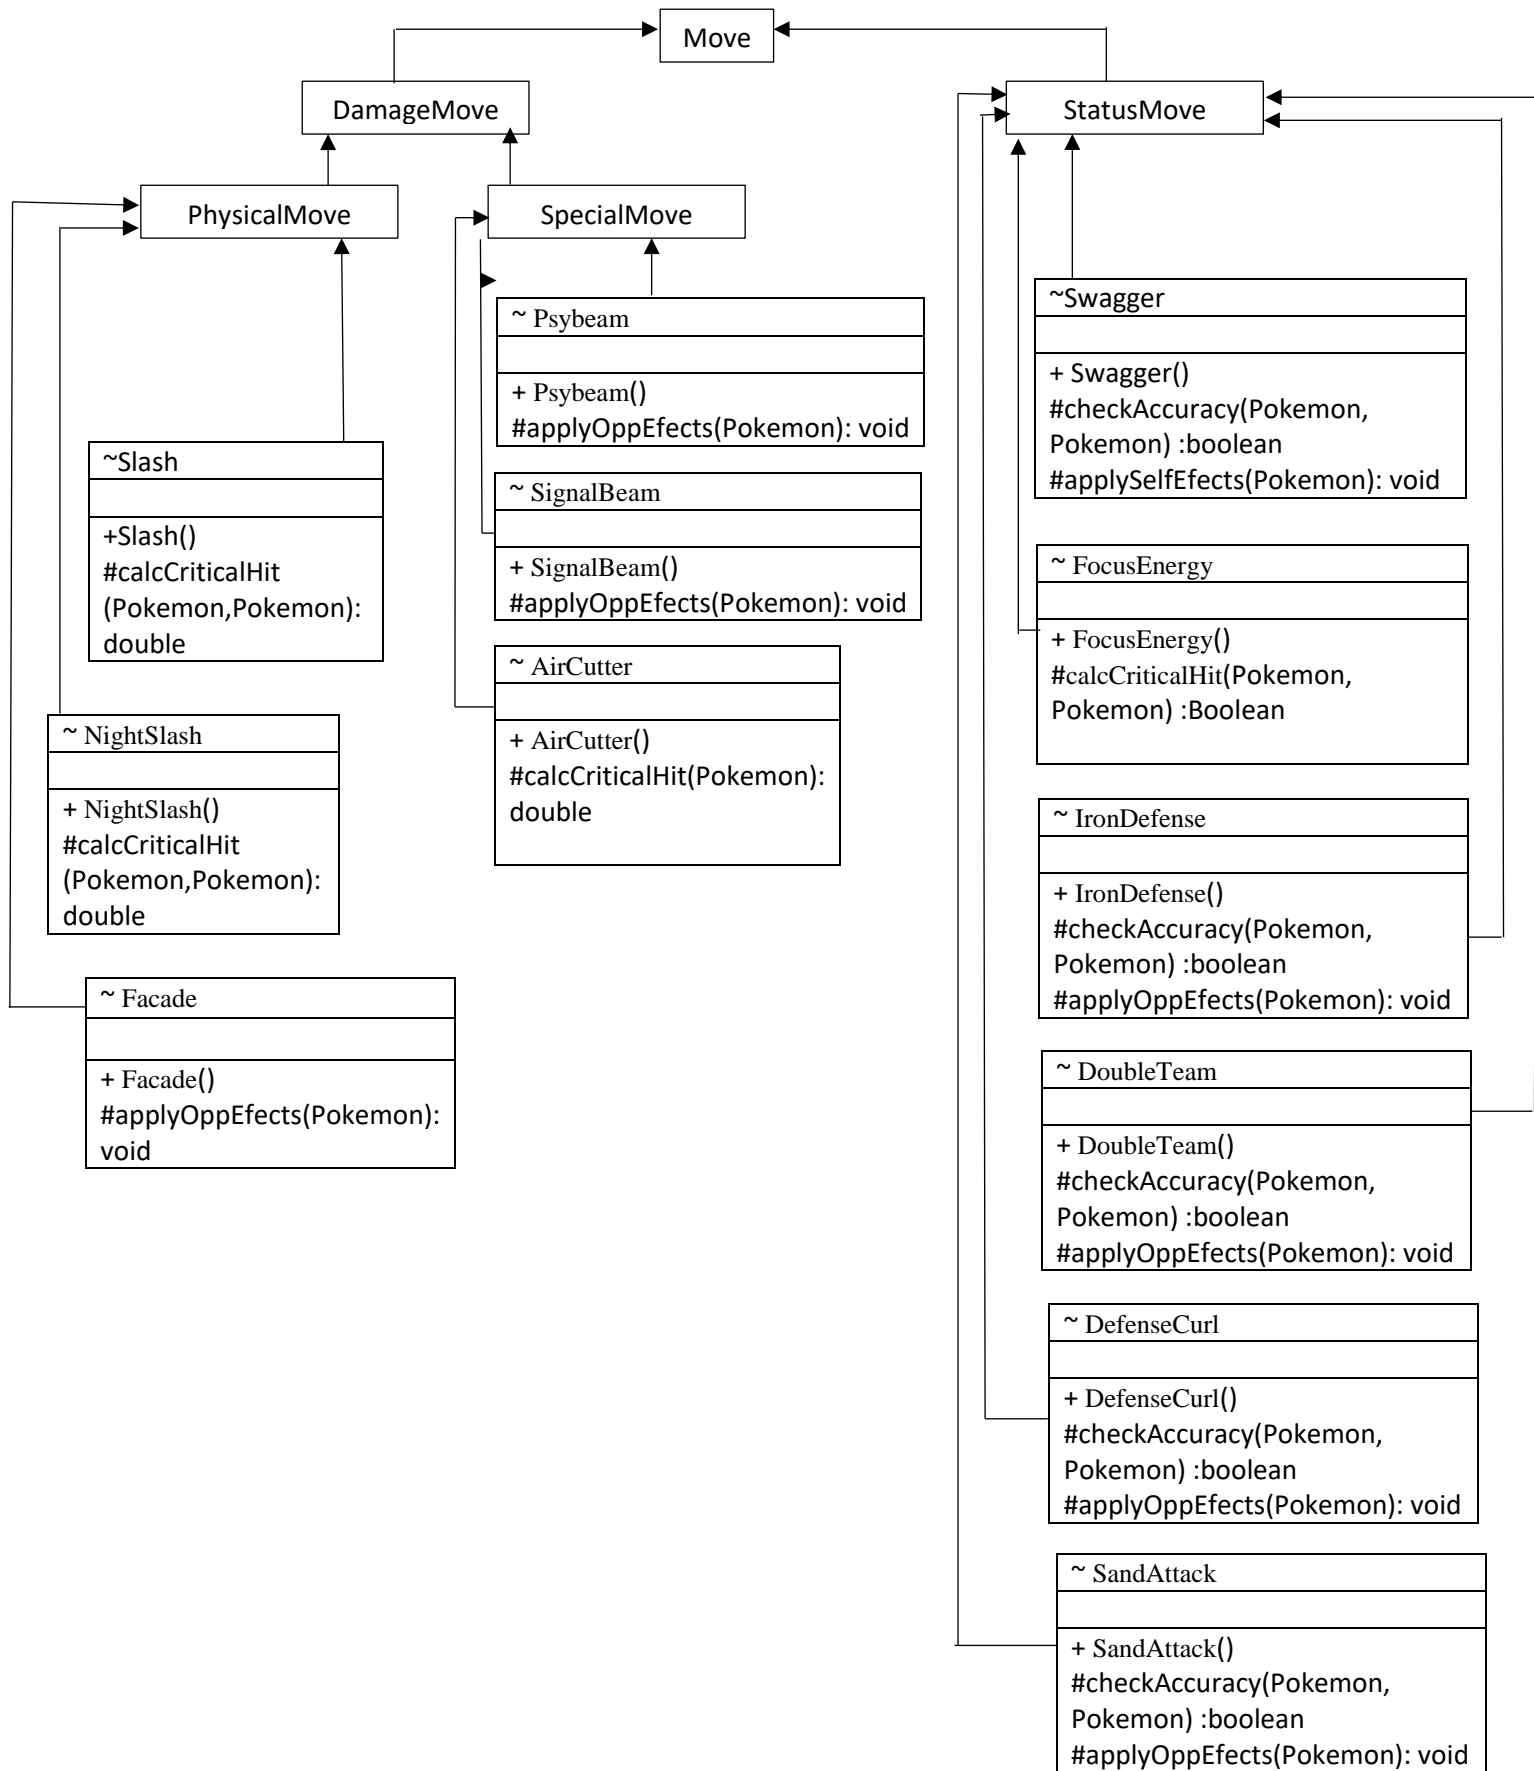 Move
DamageMove
StatusMove
PhysicalMove
SpecialMove
~Slash
+Slash()
#calcCriticalHit
(Pokemon,Pokemon):
double
~ NightSlash
+ NightSlash()
#calcCriticalHit
(Pokemon,Pokemon):
double
~ Facade
+ Facade()
#applyOppEfects(Pokemon):
void
~ Psybeam
+ Psybeam()
#applyOppEfects(Pokemon): void
~ SignalBeam
+ SignalBeam()
#applyOppEfects(Pokemon): void
~ AirCutter
+ AirCutter()
#calcCriticalHit(Pokemon):
double
~Swagger
+ Swagger()
#checkAccuracy(Pokemon,
Pokemon) :boolean
#applySelfEfects(Pokemon): void
~ FocusEnergy
+ FocusEnergy()
#calcCriticalHit(Pokemon,
Pokemon) :Boolean
~ IronDefense
+ IronDefense()
#checkAccuracy(Pokemon,
Pokemon) :boolean
#applyOppEfects(Pokemon): void
~ DoubleTeam
+ DoubleTeam()
#checkAccuracy(Pokemon,
Pokemon) :boolean
#applyOppEfects(Pokemon): void
~ DefenseCurl
+ DefenseCurl()
#checkAccuracy(Pokemon,
Pokemon) :boolean
#applyOppEfects(Pokemon): void
~ SandAttack
+ SandAttack()
#checkAccuracy(Pokemon,
Pokemon) :boolean
#applyOppEfects(Pokemon): void